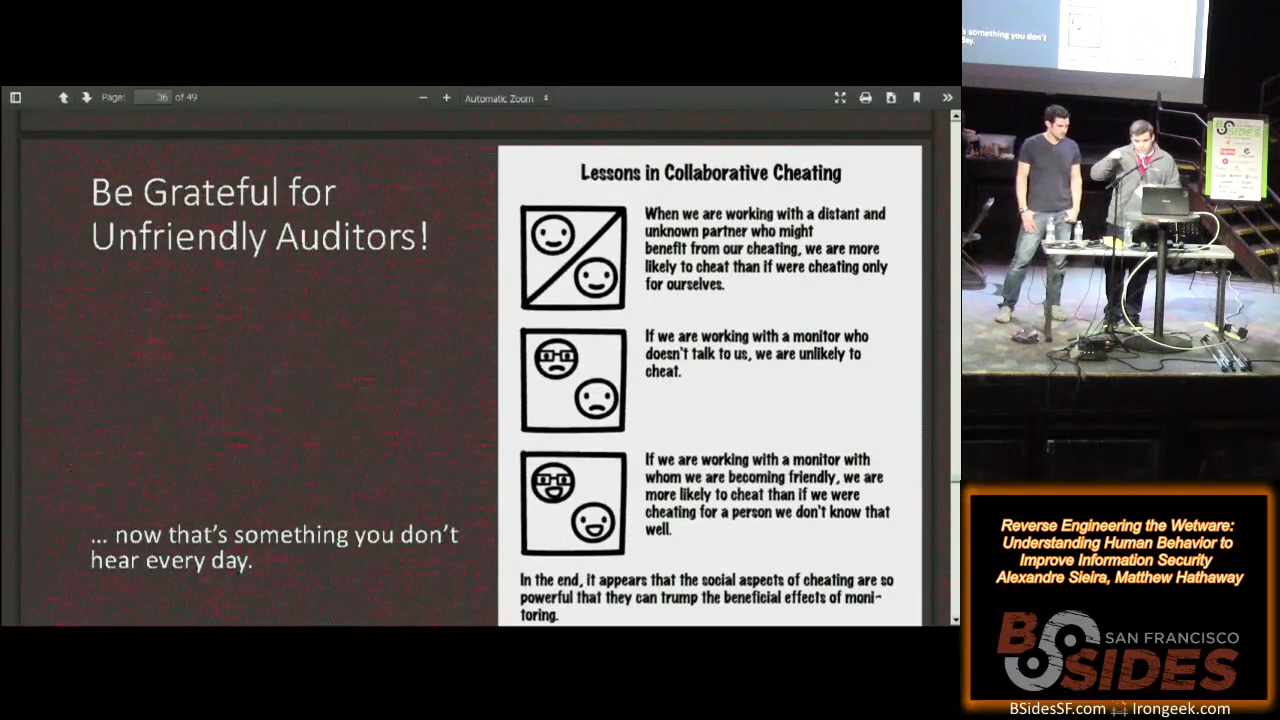 Page: 36 of 49
Automatic Zoom
Be Grateful for
Unfriendly Auditors!
... now that's something you don't
hear every day.
Lessons in Collaborative Cheating
When we are working with a distant and
unknown partner who might
benefit from our cheating, we are more
likely to cheat than if were cheating only
for ourselves.
If we are working with a monitor who
doesn't talk to us, we are unlikely to
cheat.
If we are working with a monitor with
whom we are becoming friendly, we are
more likely to cheat than if we were
cheating for a person we don't know that
well.
In the end, it appears that the social aspects of cheating are so
powerful that they can trump the beneficial effects of moni-
toring.
s something you don't
day.
BSIDES
Reverse Engineering the Wetware:
Understanding Human Behavior to
Improve Information Security
Alexandre Sieira, Matthew Hathaway
BSIDES
SAN FRANCISCO
BSidesSF.com Irongeek.com